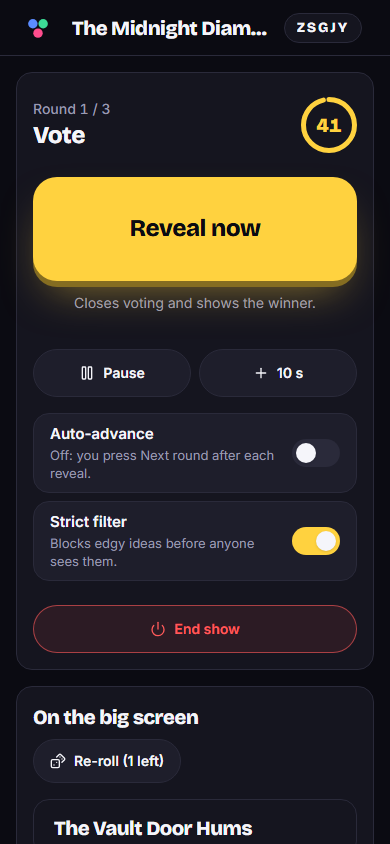 The Midnight Diam...
ZSGJY
Round 1 / 3
Vote
41
Reveal now
Closes voting and shows the winner.
Pause
10 s
Auto-advance
Off: you press Next round after each
reveal.
Strict filter
Blocks edgy ideas before anyone
sees them.
End show
On the big screen
Re-roll (1 left)
The Vault Door Hums